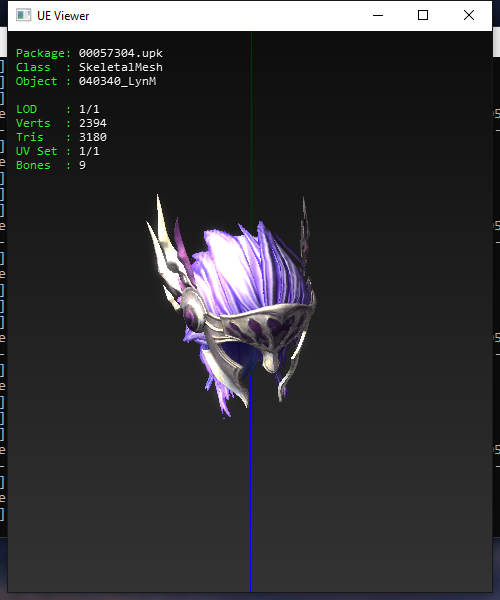 UE Viewer
Package: 00057304.upk
Class  : SkeletalMesh
Object : 040340_LynM
LOD    : 1/1
Verts  : 2394
Tris   : 3180
UV Set : 1/1
Bones  : 9